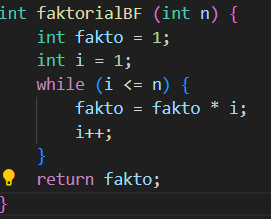 int faktorialBF (int n) {
    int fakto = 1;
    int i = 1;
    while (i <= n) {
        fakto = fakto * i;
        i++;
    }
    return fakto;
}